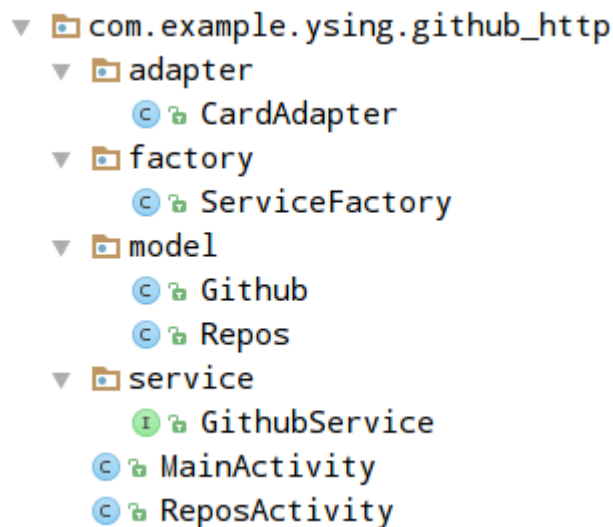 com.example.ysing.github_http
adapter
C CardAdapter
factory
C ServiceFactory
model
C Github
C Repos
service
I GithubService
C MainActivity
C ReposActivity